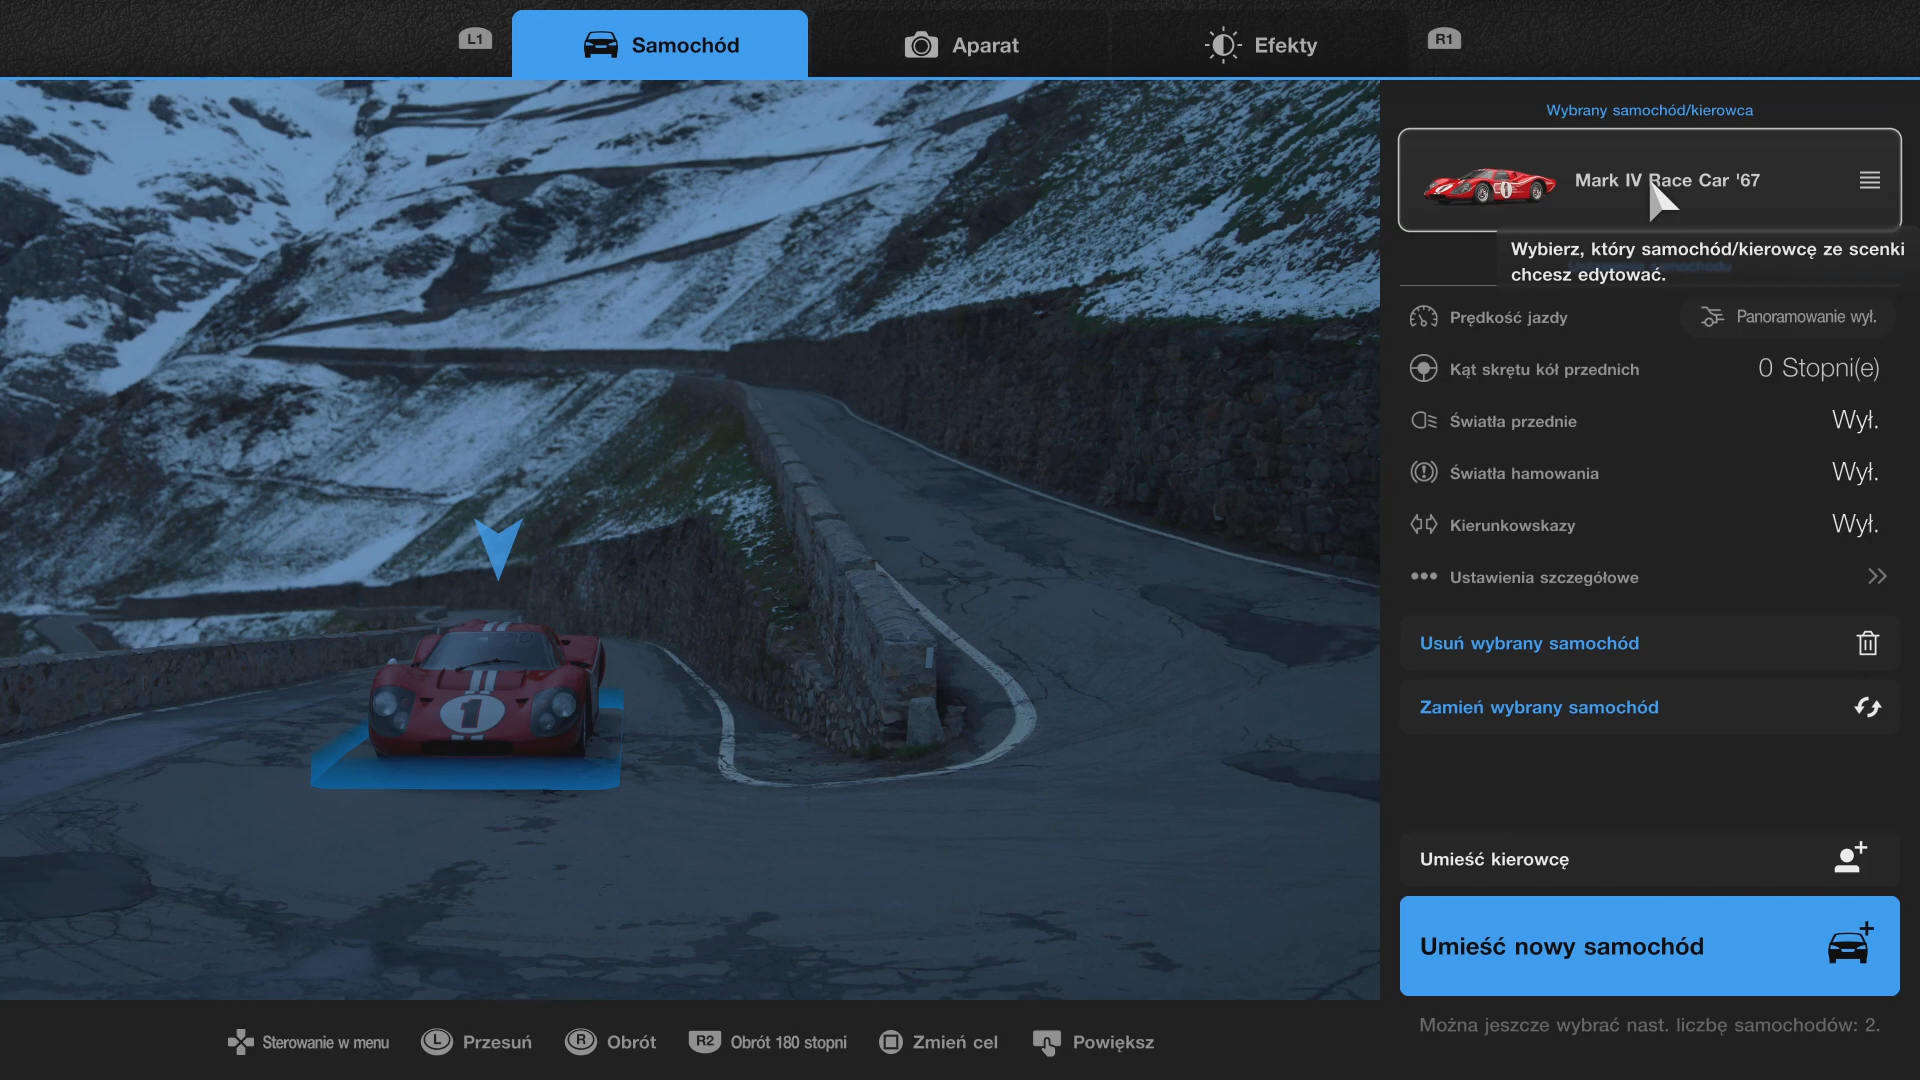 L1
Samochód
Aparat
Efekty
R1
Wybrany samochód/kierowca
Mark IV Race Car '67
Wybierz, który samochód/kierowcę ze scenki
chcesz edytować.
Prędkość jazdy
Panoramowanie wył.
Kąt skrętu kół przednich
0 Stopni(e)
Światła przednie
Wył.
Światła hamowania
Wył.
Kierunkowskazy
Wył.
Ustawienia szczegółowe
Usuń wybrany samochód
Zamień wybrany samochód
1
Umieść kierowcę
Umieść nowy samochód
Można jeszcze wybrać nast. liczbę samochodów: 2.
Sterowanie w menu
L Przesuń
R Obrót
R2 Obrót 180 stopni
Zmień cel
Powiększ